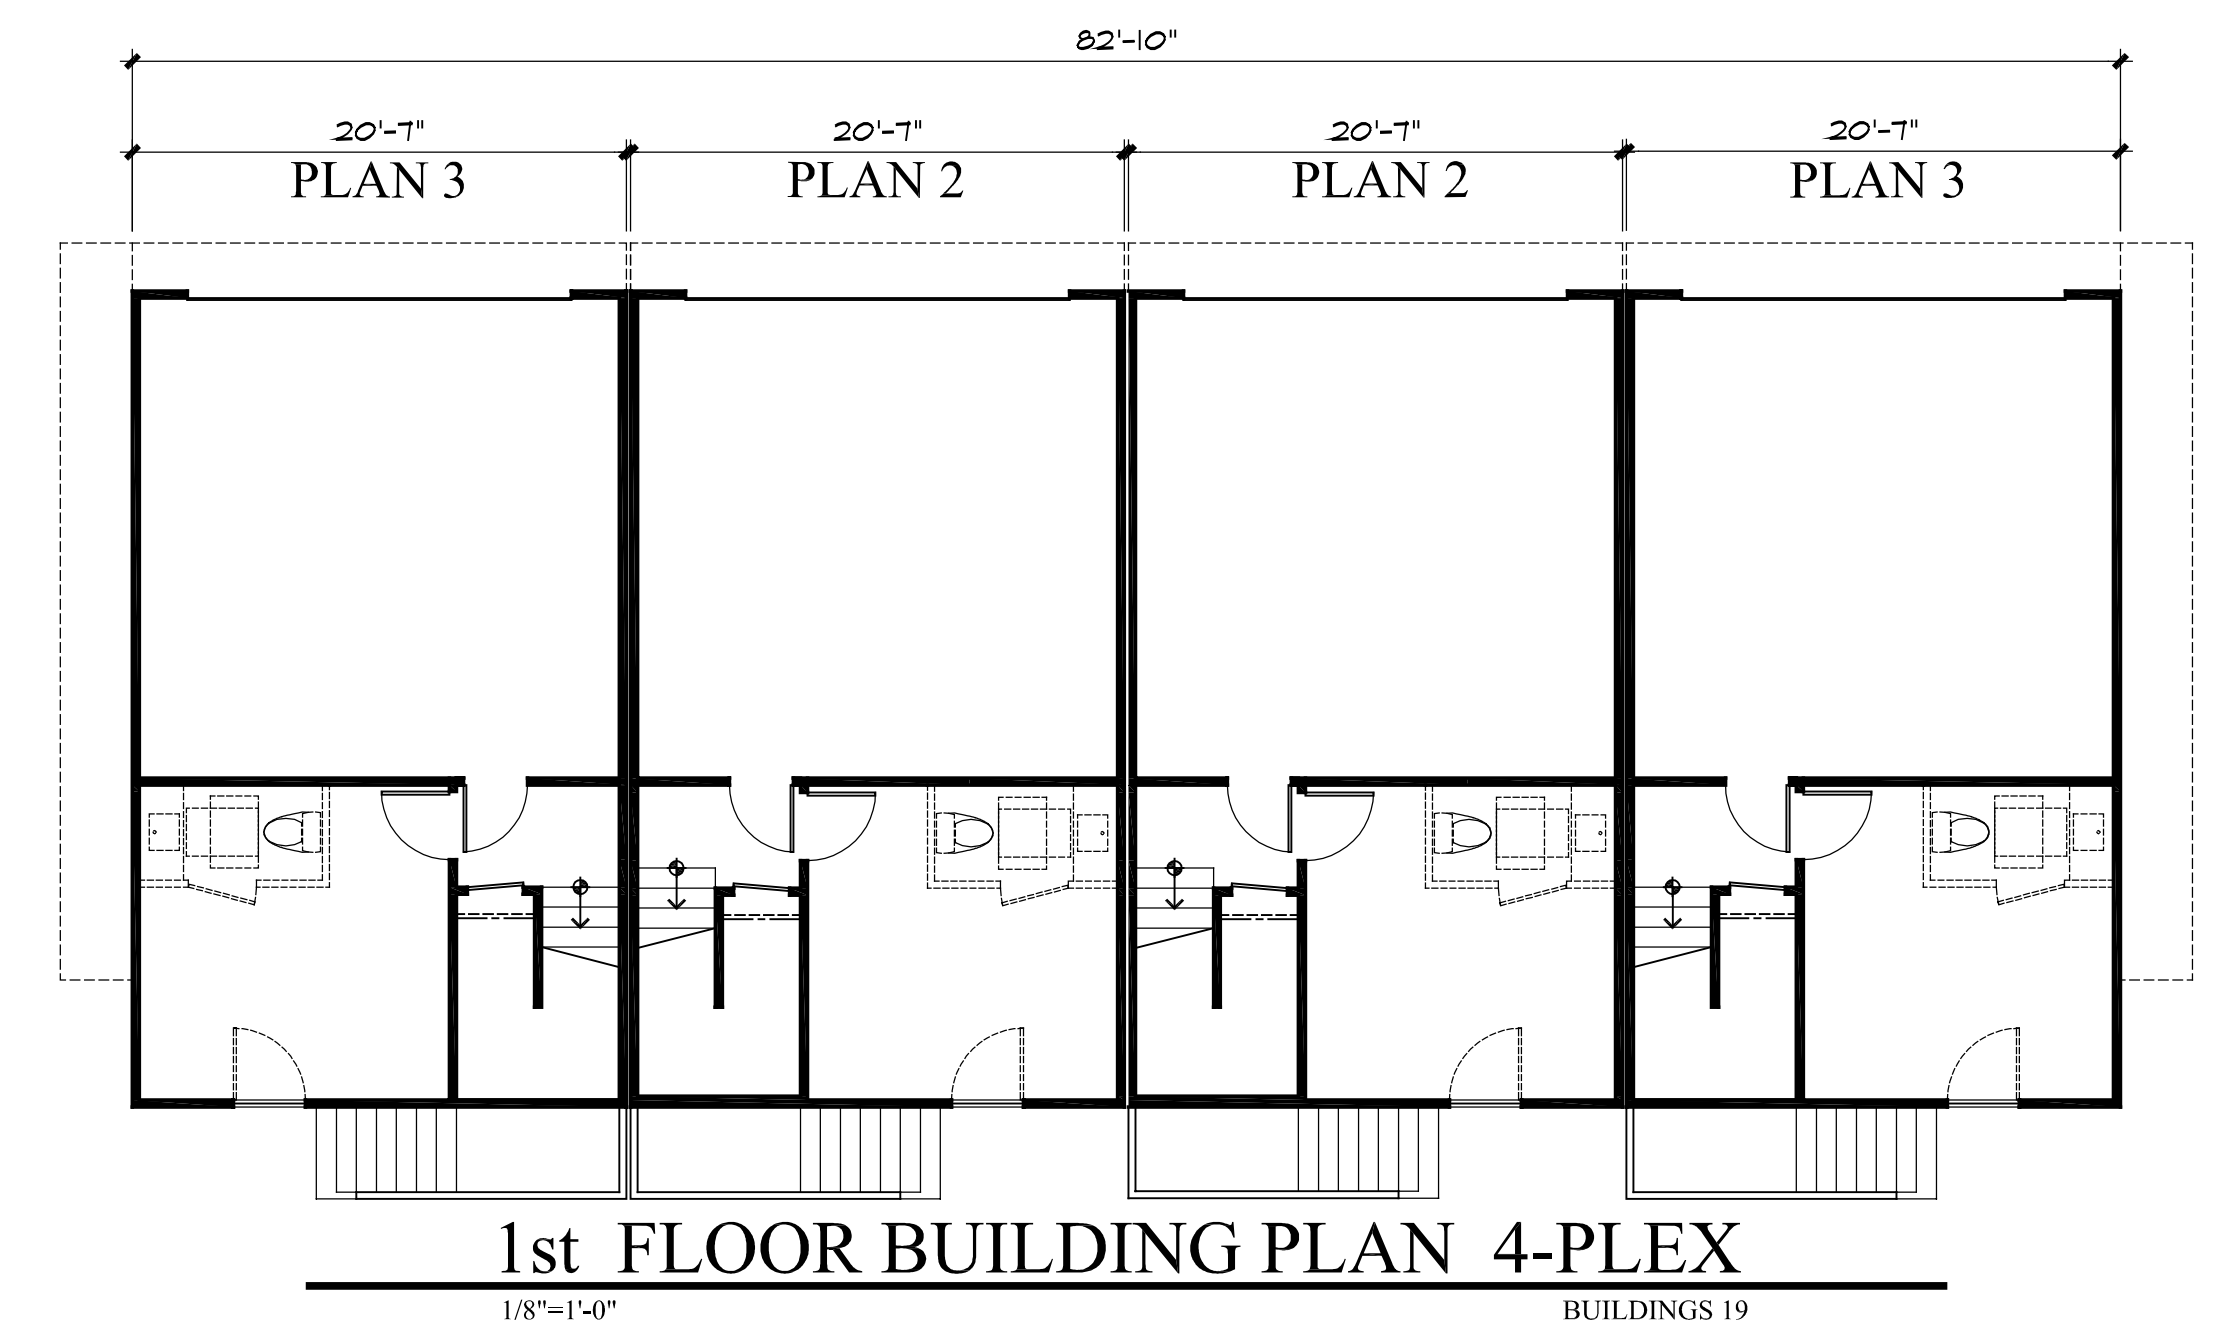 82'-10"
20'-7" 20'-7" 20'-7" 20'-7"
PLAN 3 PLAN 2 PLAN 2 PLAN 3
1st FLOOR BUILDING PLAN 4-PLEX
1/8"=1'-0" BUILDINGS 19